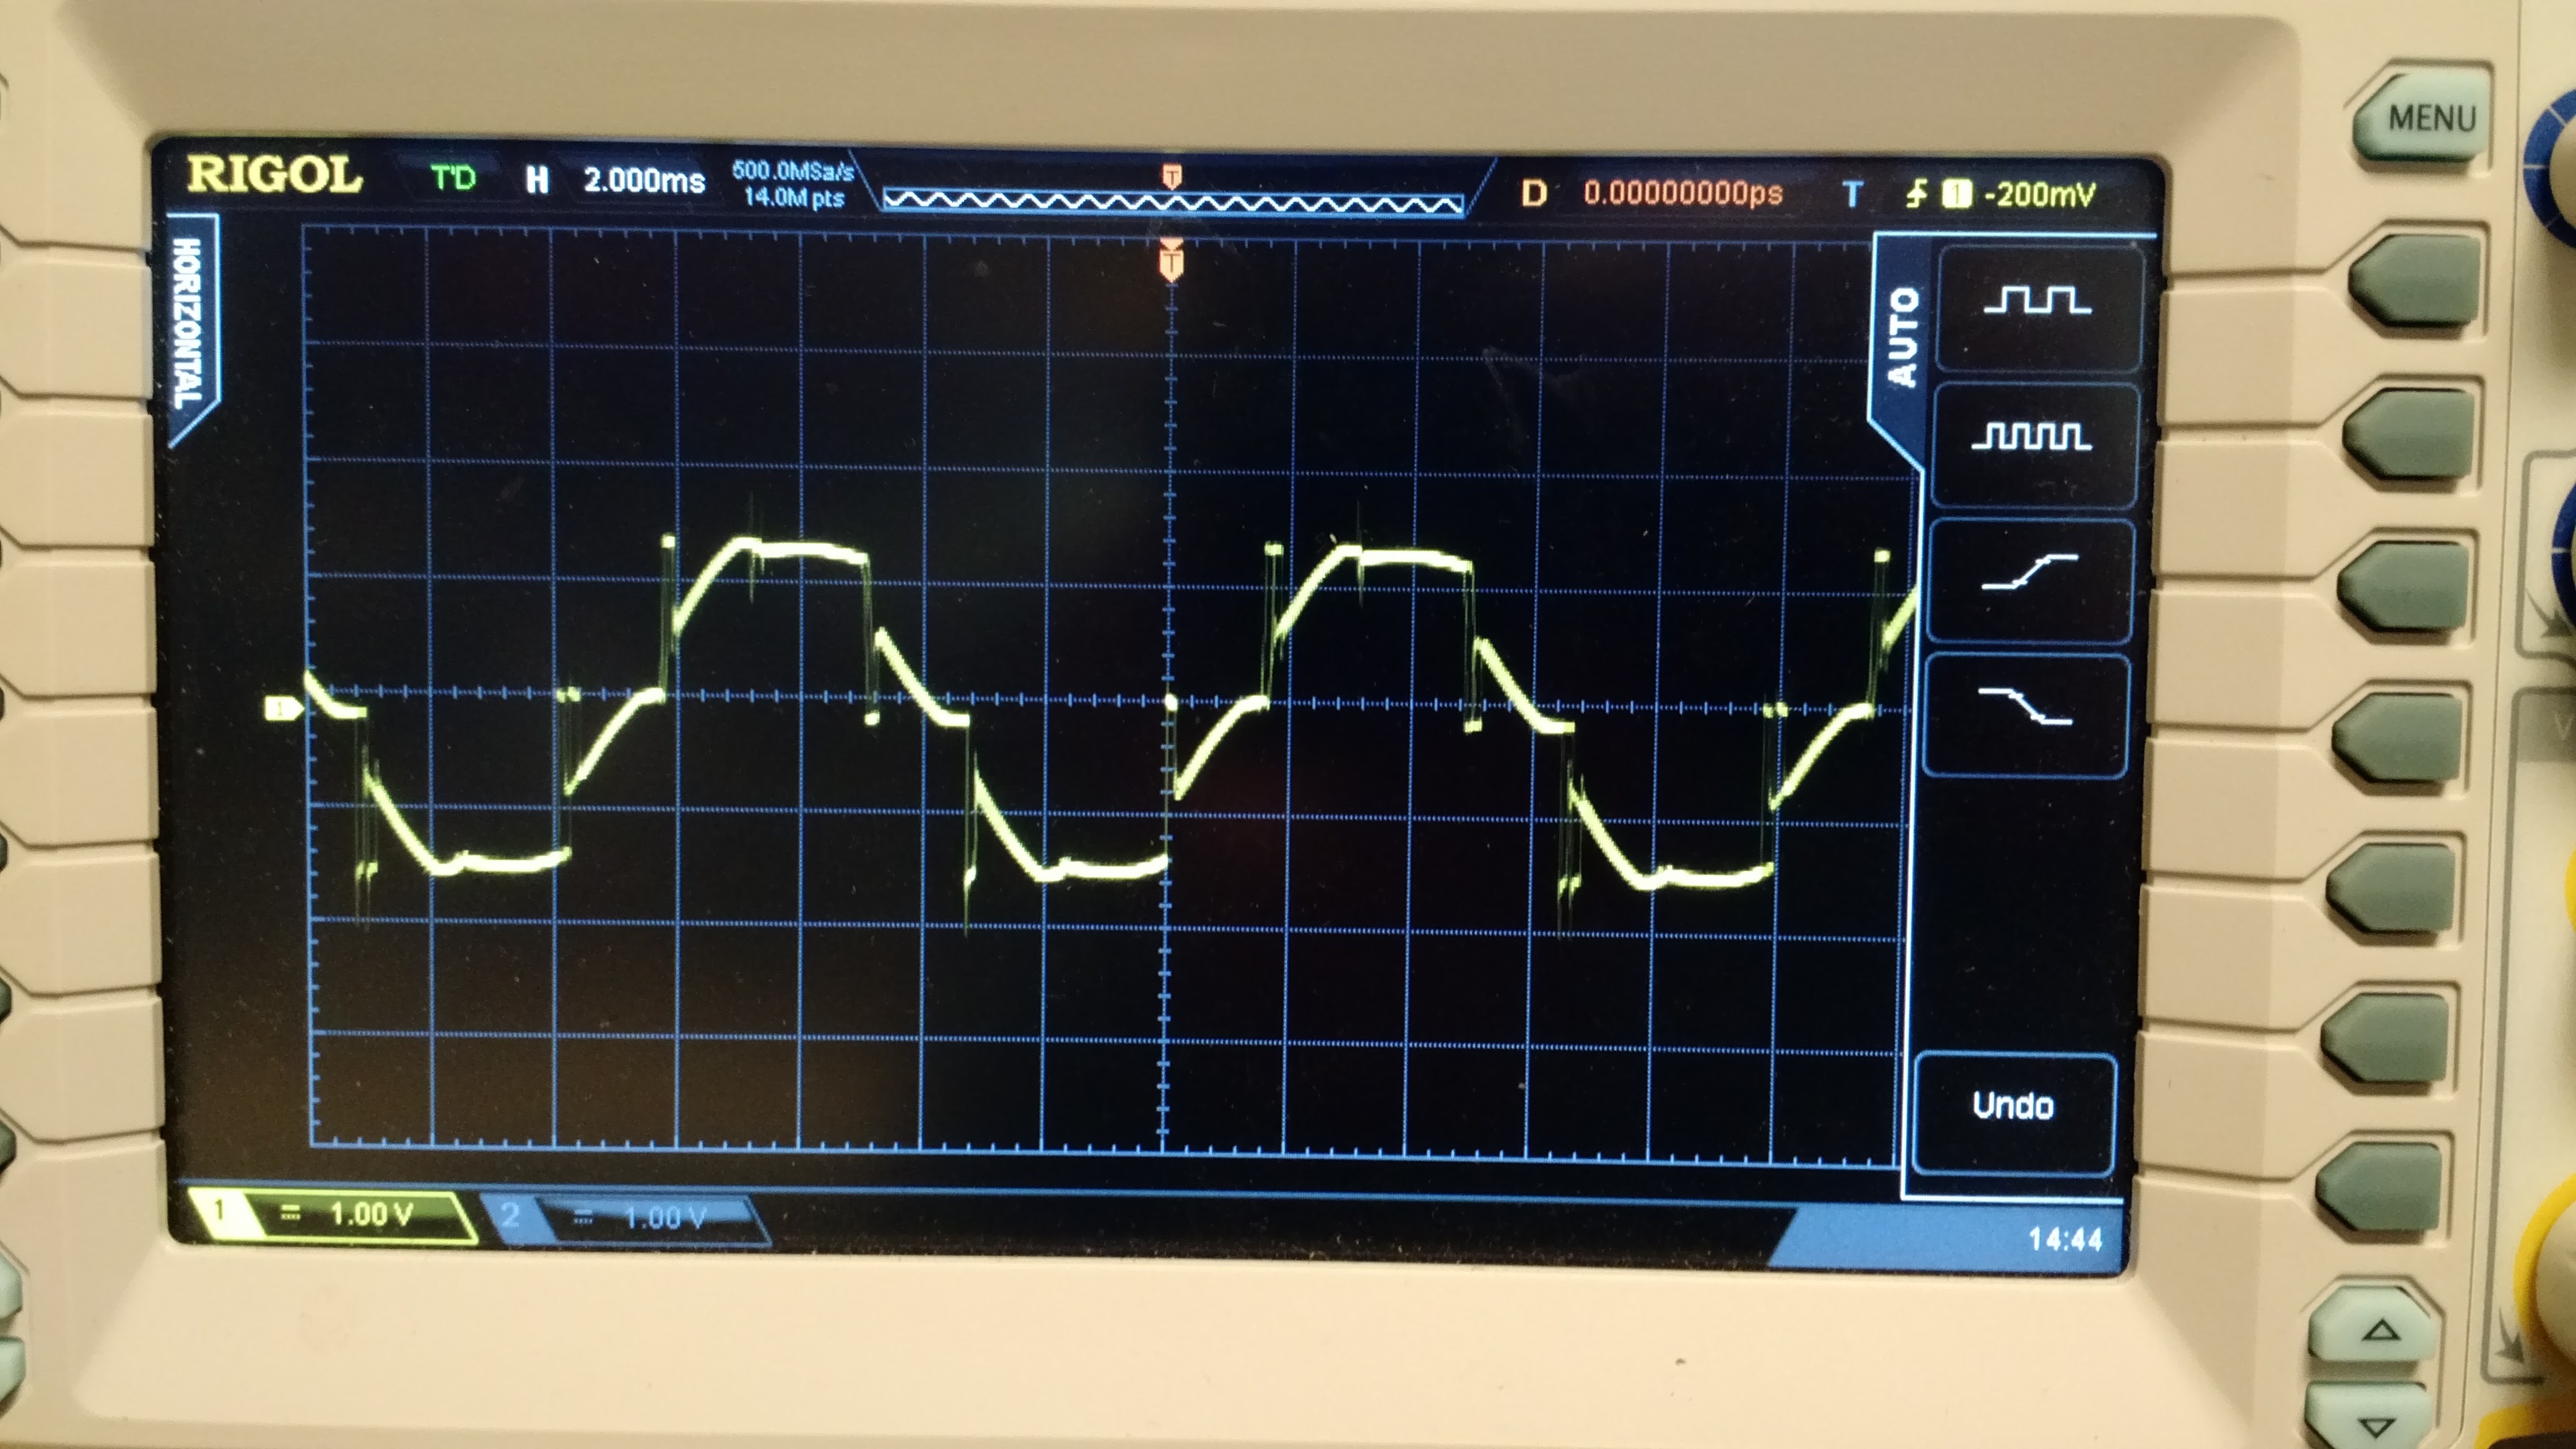 RIGOL T'D H 2.000ms 500.0MSa/s D 0.00000000ps T 1 -200mV
14.0M pts
T
T
HORIZONTAL
AUTO
MENU
1
Undo
1 1.00 V 2 1.00 V
14:44